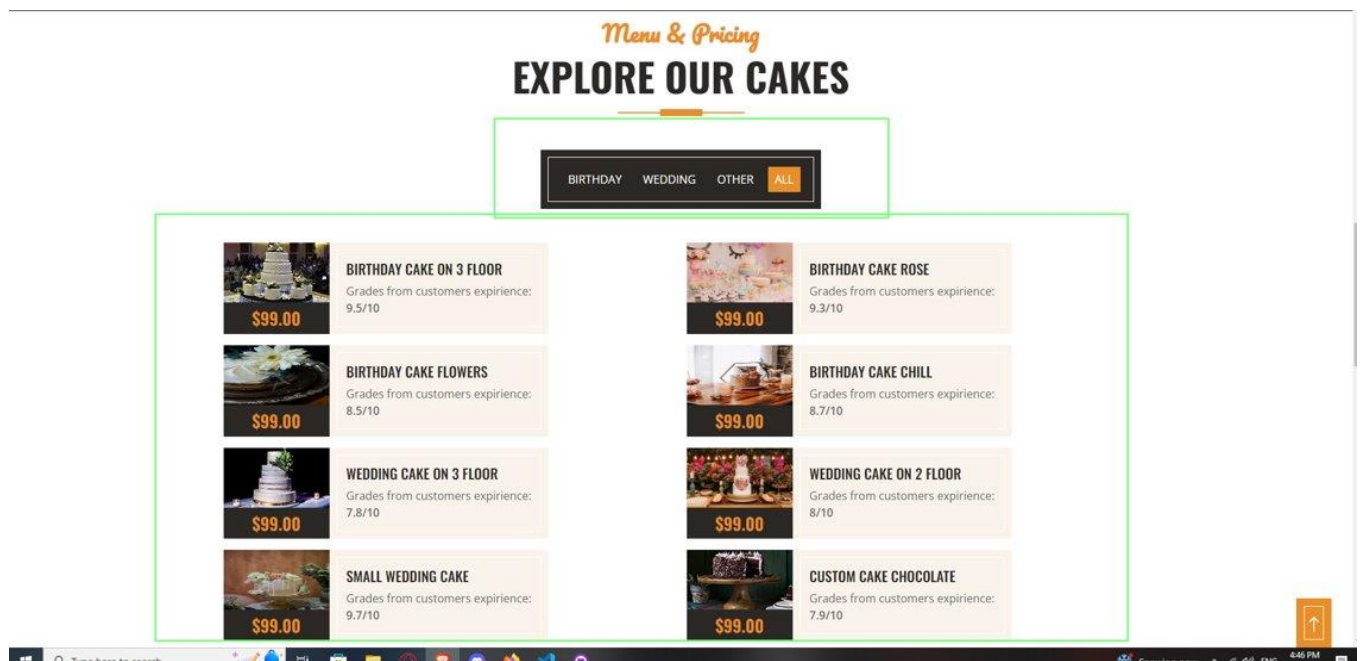 Menu & Pricing
EXPLORE OUR CAKES
BIRTHDAY WEDDING OTHER ALL
BIRTHDAY CAKE ON 3 FLOOR
Grades from customers expirience:
9.5/10
$99.00
BIRTHDAY CAKE ROSE
Grades from customers expirience:
9.3/10
$99.00
BIRTHDAY CAKE FLOWERS
Grades from customers expirience:
8.5/10
$99.00
BIRTHDAY CAKE CHILL
Grades from customers expirience:
8.7/10
$99.00
WEDDING CAKE ON 3 FLOOR
Grades from customers expirience:
7.8/10
$99.00
WEDDING CAKE ON 2 FLOOR
Grades from customers expirience:
8/10
$99.00
SMALL WEDDING CAKE
Grades from customers expirience:
9.7/10
$99.00
CUSTOM CAKE CHOCOLATE
Grades from customers expirience:
7.9/10
$99.00
Type here to search
ENG
4:46 PM